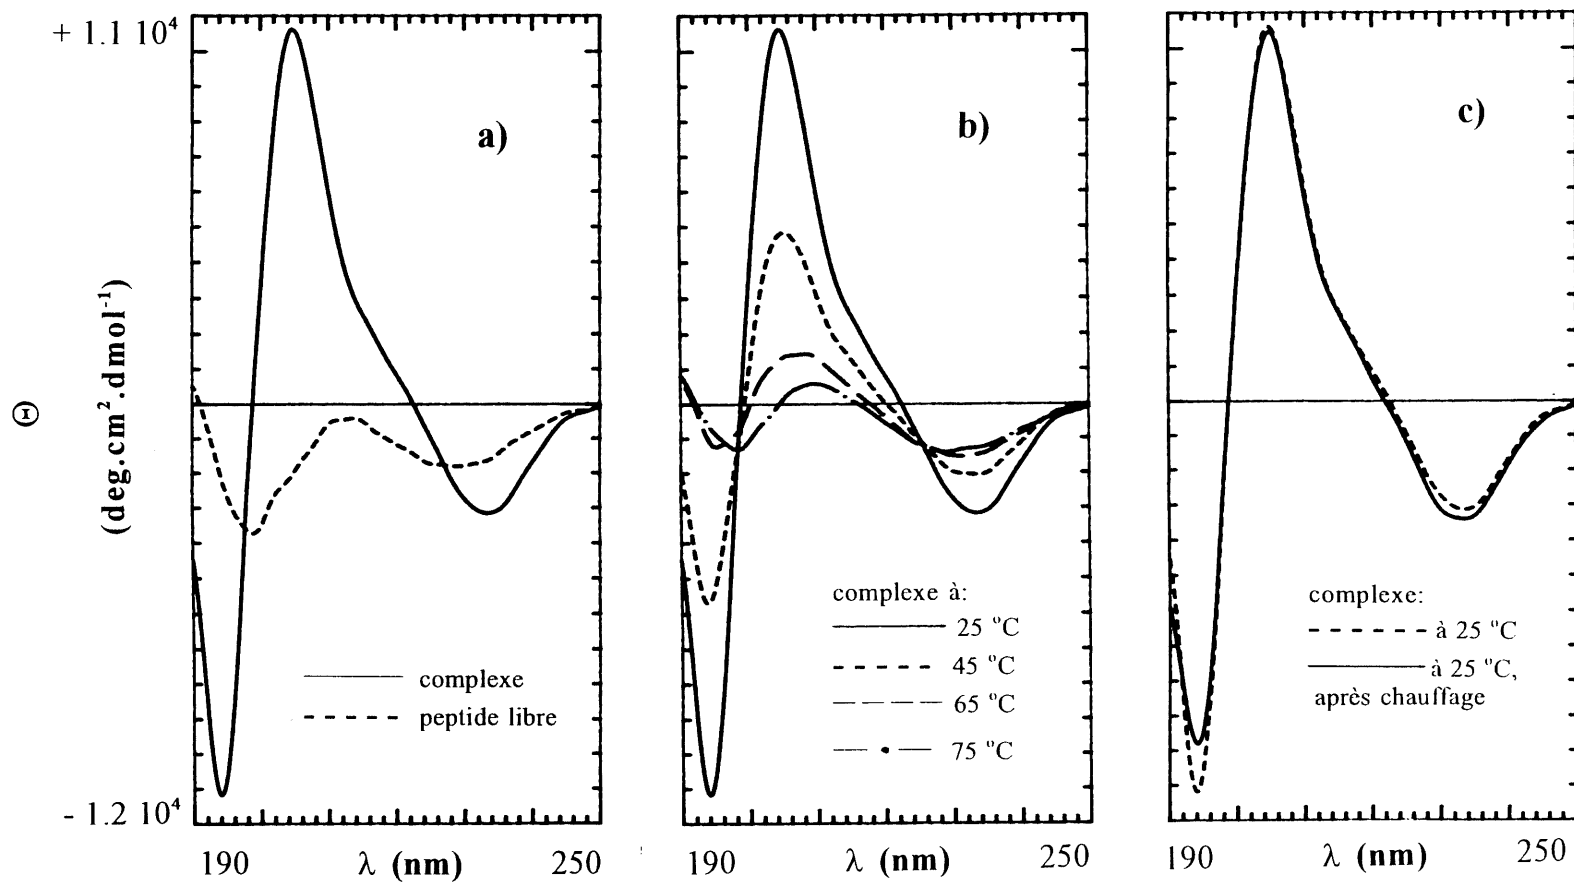 + 1.1 10⁴
Θ
(deg.cm².dmol⁻¹)
- 1.2 10⁴
a)
complexe
peptide libre
190 λ (nm) 250
b)
complexe à:
25 °C
45 °C
65 °C
75 °C
190 λ (nm) 250
c)
complexe:
à 25 °C
à 25 °C,
après chauffage
190 λ (nm) 250